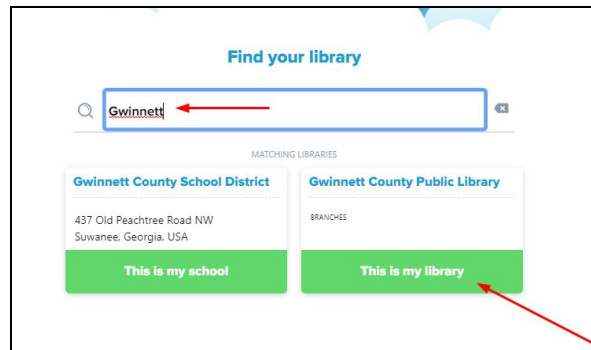 Find your library
Gwinnett
MATCHING LIBRARIES
Gwinnett County School District
437 Old Peachtree Road NW
Suwanee, Georgia, USA
This is my school
Gwinnett County Public Library
BRANCHES
This is my library